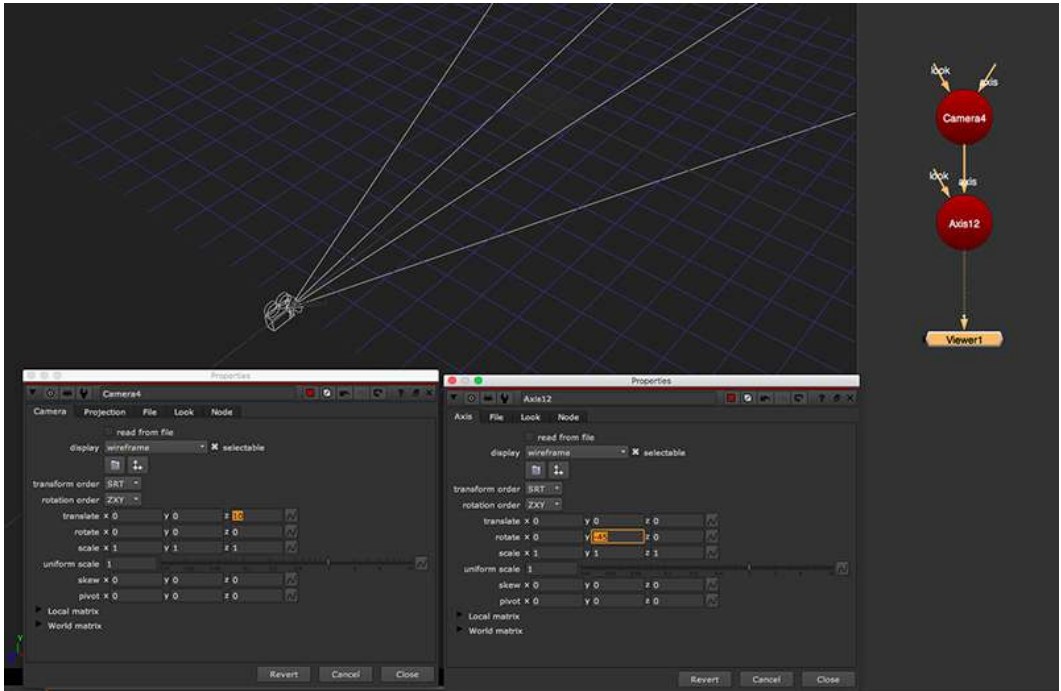 look
axis
Camera4
look
axis
Axis12
Viewer1
Properties
Camera4
Camera Projection File Look Node
read from file
display wireframe selectable
transform order SRT
rotation order ZXY
translate x 0 y 0 z 10
rotate x 0 y 0 z 0
scale x 1 y 1 z 1
uniform scale 1
skew x 0 y 0 z 0
pivot x 0 y 0 z 0
Local matrix
World matrix
Revert Cancel Close
Properties
Axis12
Axis File Look Node
read from file
display wireframe selectable
transform order SRT
rotation order ZXY
translate x 0 y 0 z 0
rotate x 0 y -45 z 0
scale x 1 y 1 z 1
uniform scale 1
skew x 0 y 0 z 0
pivot x 0 y 0 z 0
Local matrix
World matrix
Revert Cancel Close
Y